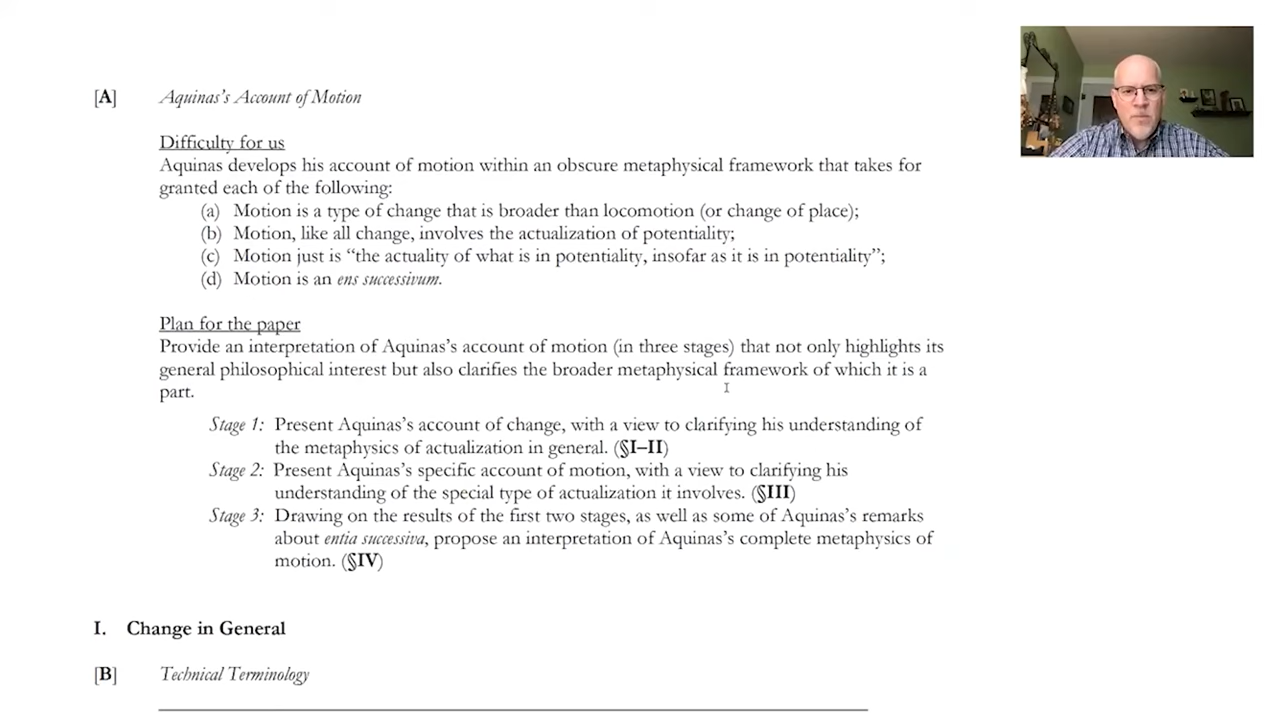 [A] Aquinas's Account of Motion
Difficulty for us
Aquinas develops his account of motion within an obscure metaphysical framework that takes for
granted each of the following:
(a) Motion is a type of change that is broader than locomotion (or change of place);
(b) Motion, like all change, involves the actualization of potentiality;
(c) Motion just is “the actuality of what is in potentiality, insofar as it is in potentiality”;
(d) Motion is an ens successivum.
Plan for the paper
Provide an interpretation of Aquinas's account of motion (in three stages) that not only highlights its
general philosophical interest but also clarifies the broader metaphysical framework of which it is a
part.
Stage 1: Present Aquinas's account of change, with a view to clarifying his understanding of
the metaphysics of actualization in general. (§I–II)
Stage 2: Present Aquinas's specific account of motion, with a view to clarifying his
understanding of the special type of actualization it involves. (§III)
Stage 3: Drawing on the results of the first two stages, as well as some of Aquinas's remarks
about entia successiva, propose an interpretation of Aquinas's complete metaphysics of
motion. (§IV)
I. Change in General
[B] Technical Terminology